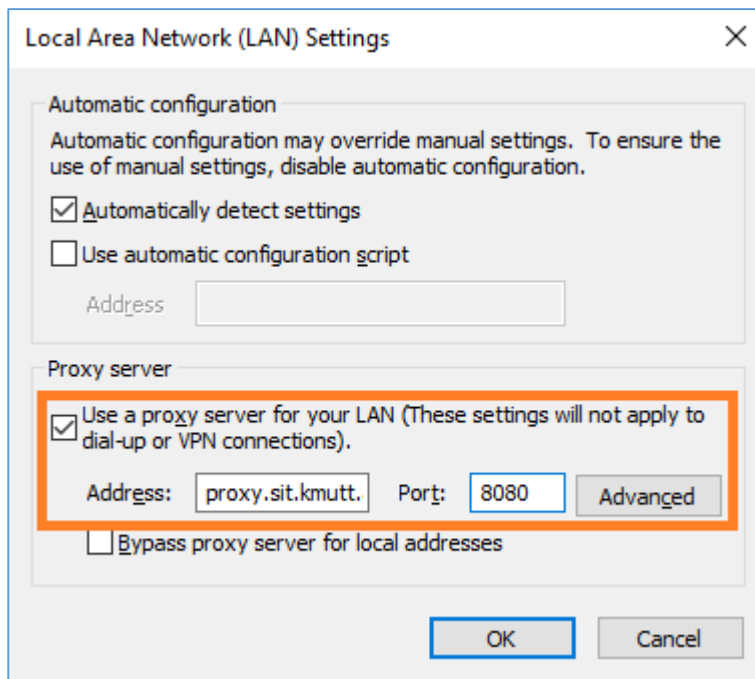 Local Area Network (LAN) Settings
Automatic configuration
Automatic configuration may override manual settings.  To ensure the
use of manual settings, disable automatic configuration.
Automatically detect settings
Use automatic configuration script
Address
Proxy server
Use a proxy server for your LAN (These settings will not apply to
dial-up or VPN connections).
Address: proxy.sit.kmutt. Port: 8080 Advanced
Bypass proxy server for local addresses
OK Cancel